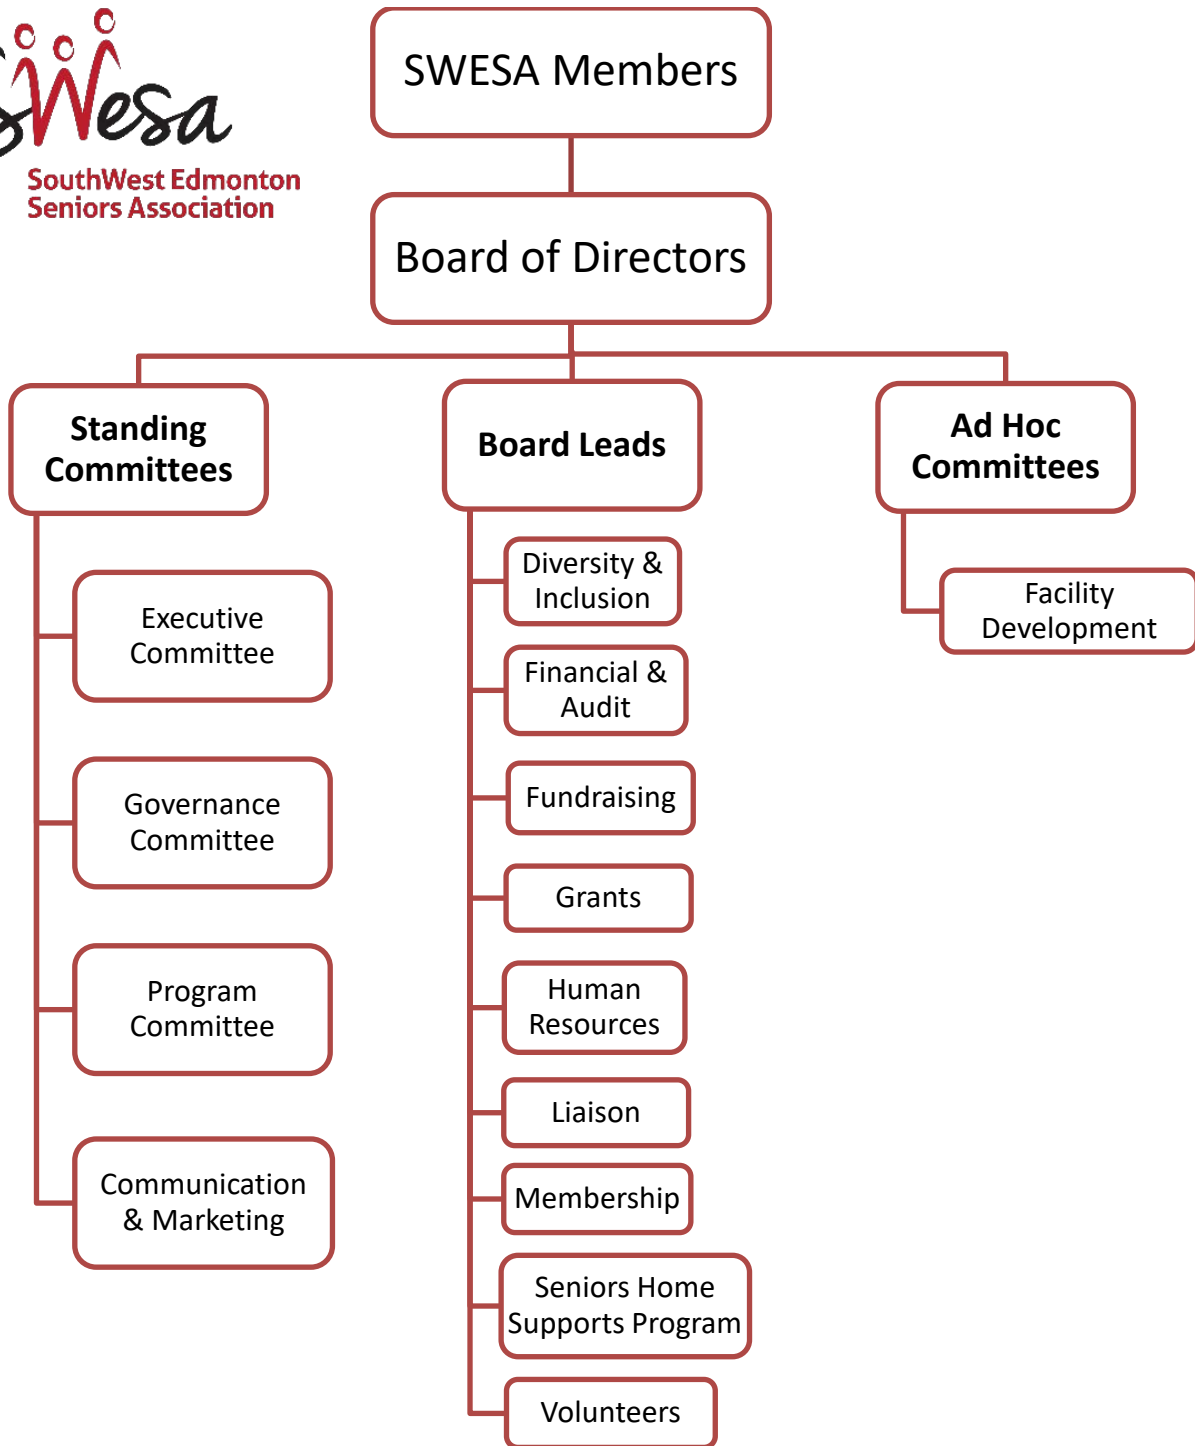 SWesa
SouthWest Edmonton
Seniors Association
SWESA Members
Board of Directors
Standing
Committees
Executive
Committee
Governance
Committee
Program
Committee
Communication
& Marketing
Board Leads
Diversity &
Inclusion
Financial &
Audit
Fundraising
Grants
Human
Resources
Liaison
Membership
Seniors Home
Supports Program
Volunteers
Ad Hoc
Committees
Facility
Development